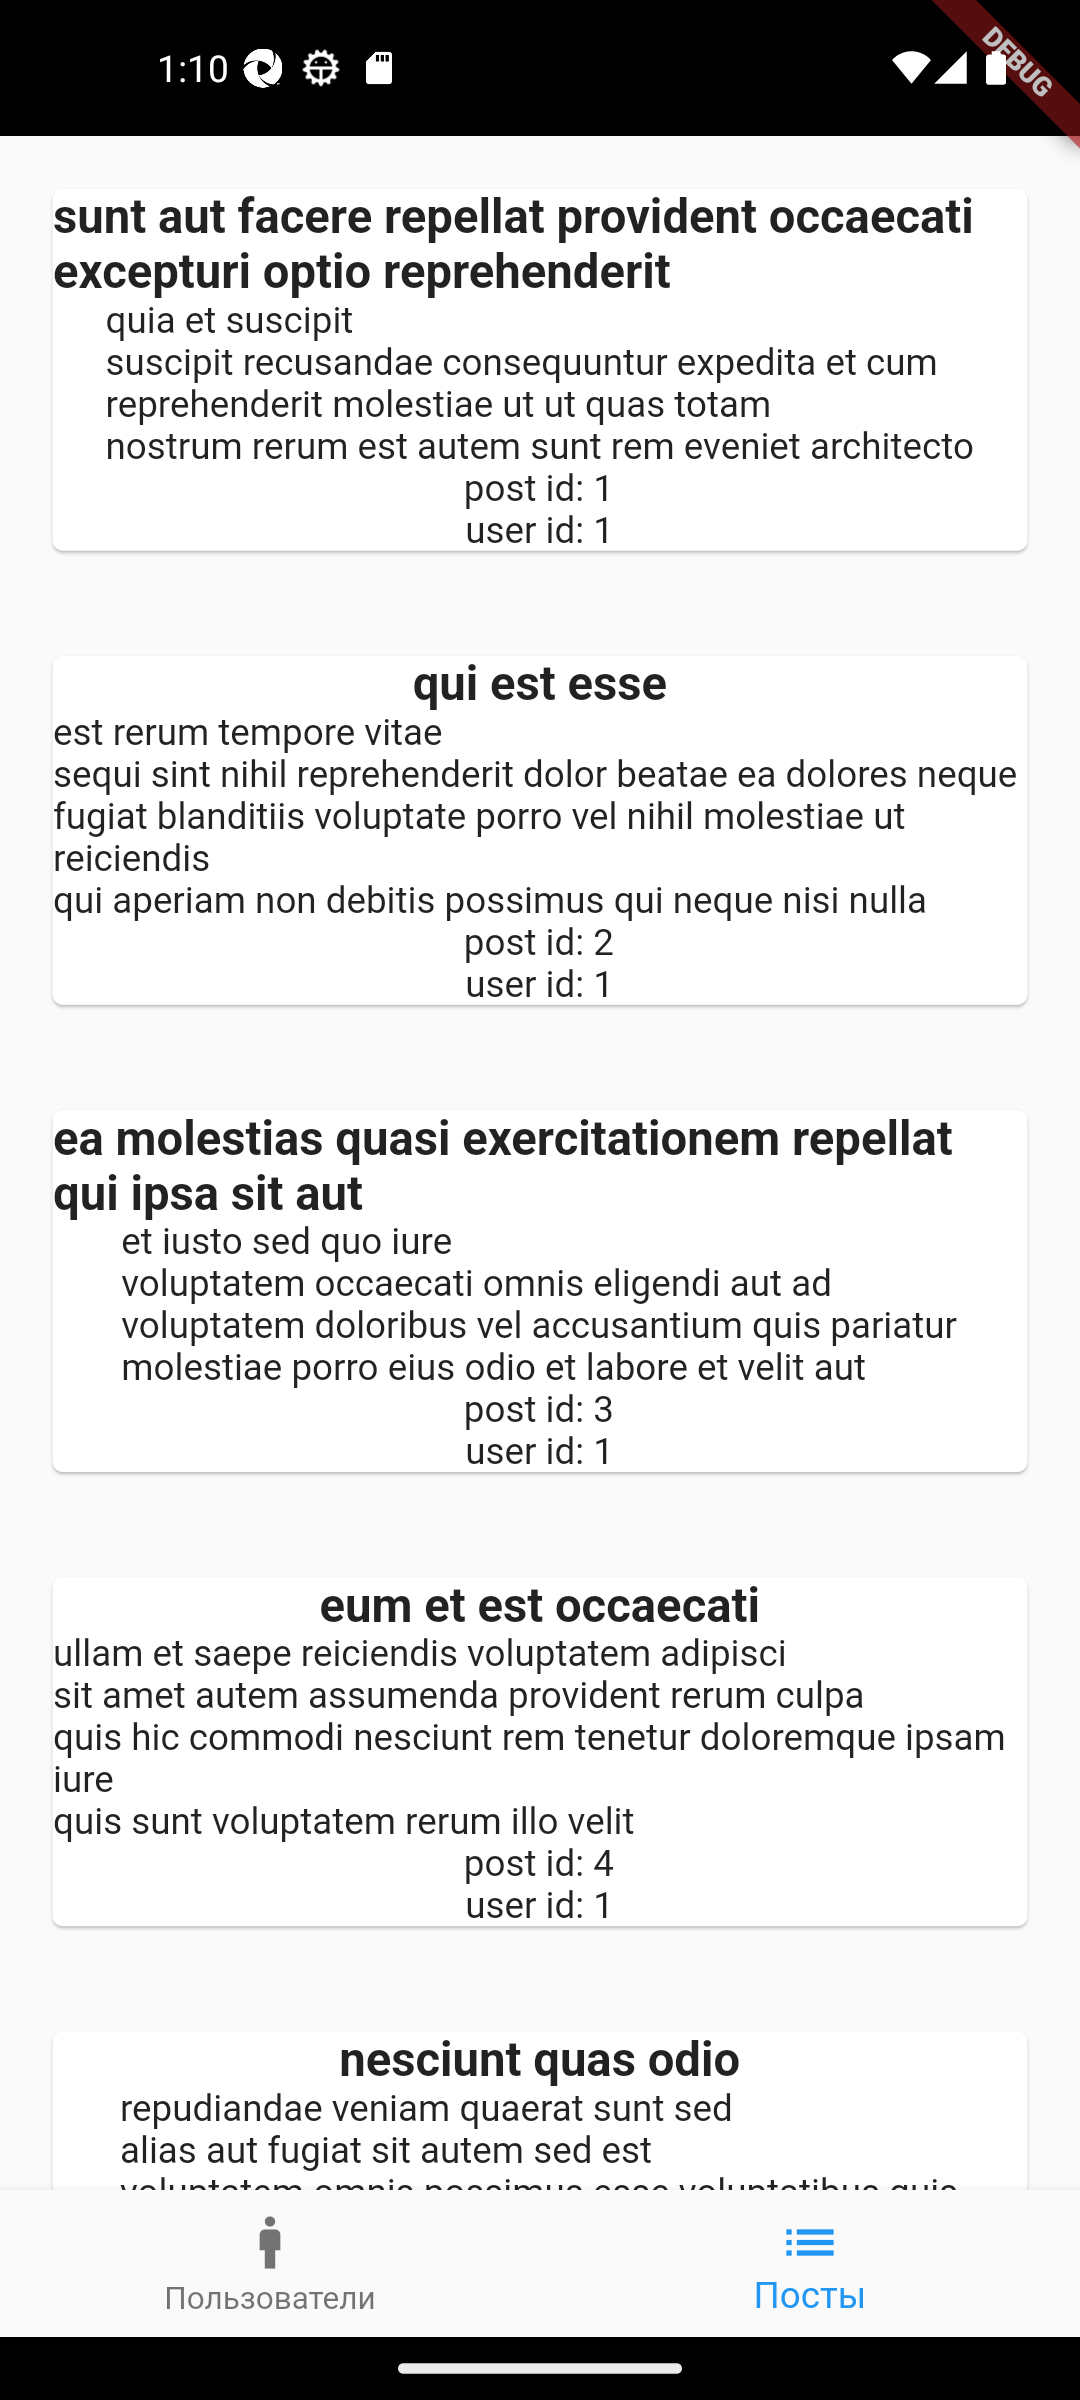 1:10
DEBUG
sunt aut facere repellat provident occaecati
excepturi optio reprehenderit
quia et suscipit
suscipit recusandae consequuntur expedita et cum
reprehenderit molestiae ut ut quas totam
nostrum rerum est autem sunt rem eveniet architecto
post id: 1
user id: 1
qui est esse
est rerum tempore vitae
sequi sint nihil reprehenderit dolor beatae ea dolores neque
fugiat blanditiis voluptate porro vel nihil molestiae ut
reiciendis
qui aperiam non debitis possimus qui neque nisi nulla
post id: 2
user id: 1
ea molestias quasi exercitationem repellat
qui ipsa sit aut
et iusto sed quo iure
voluptatem occaecati omnis eligendi aut ad
voluptatem doloribus vel accusantium quis pariatur
molestiae porro eius odio et labore et velit aut
post id: 3
user id: 1
eum et est occaecati
ullam et saepe reiciendis voluptatem adipisci
sit amet autem assumenda provident rerum culpa
quis hic commodi nesciunt rem tenetur doloremque ipsam
iure
quis sunt voluptatem rerum illo velit
post id: 4
user id: 1
nesciunt quas odio
repudiandae veniam quaerat sunt sed
alias aut fugiat sit autem sed est
voluptatem omnis possimus esse voluptatibus quis
Пользователи
Посты